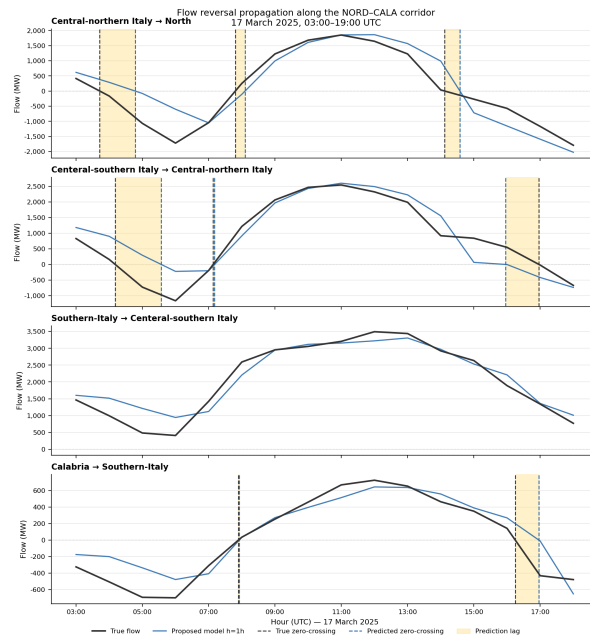 Flow reversal propagation along the NORD–CALA corridor
17 March 2025, 03:00–19:00 UTC
Central-northern Italy → North
Flow (MW)
2,000
1,500
1,000
500
0
-500
-1,000
-1,500
-2,000
Centeral-southern Italy → Central-northern Italy
Flow (MW)
2,500
2,000
1,500
1,000
500
0
-500
-1,000
Southern-Italy → Centeral-southern Italy
Flow (MW)
3,500
3,000
2,500
2,000
1,500
1,000
500
0
Calabria → Southern-Italy
Flow (MW)
600
400
200
0
-200
-400
-600
03:00 05:00 07:00 09:00 11:00 13:00 15:00 17:00
Hour (UTC) — 17 March 2025
True flow Proposed model h=1h True zero-crossing Predicted zero-crossing Prediction lag